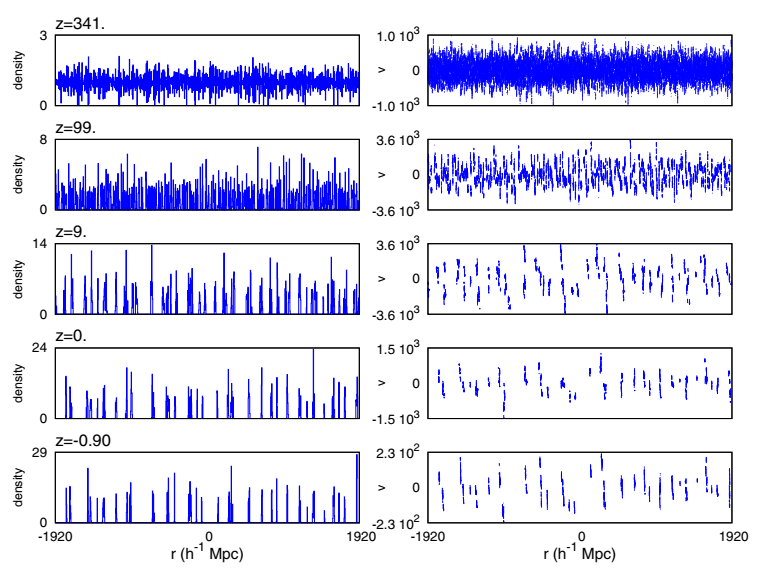 z=341.
3
density
0
1.0 10³
v
0
-1.0 10³
z=99.
8
density
0
3.6 10³
v
0
-3.6 10³
z=9.
14
density
0
3.6 10³
v
0
-3.6 10³
z=0.
24
density
0
1.5 10³
v
0
-1.5 10³
z=-0.90
29
density
0
2.3 10²
v
0
-2.3 10²
-1920 0 1920
r (h⁻¹ Mpc)
-1920 0 1920
r (h⁻¹ Mpc)